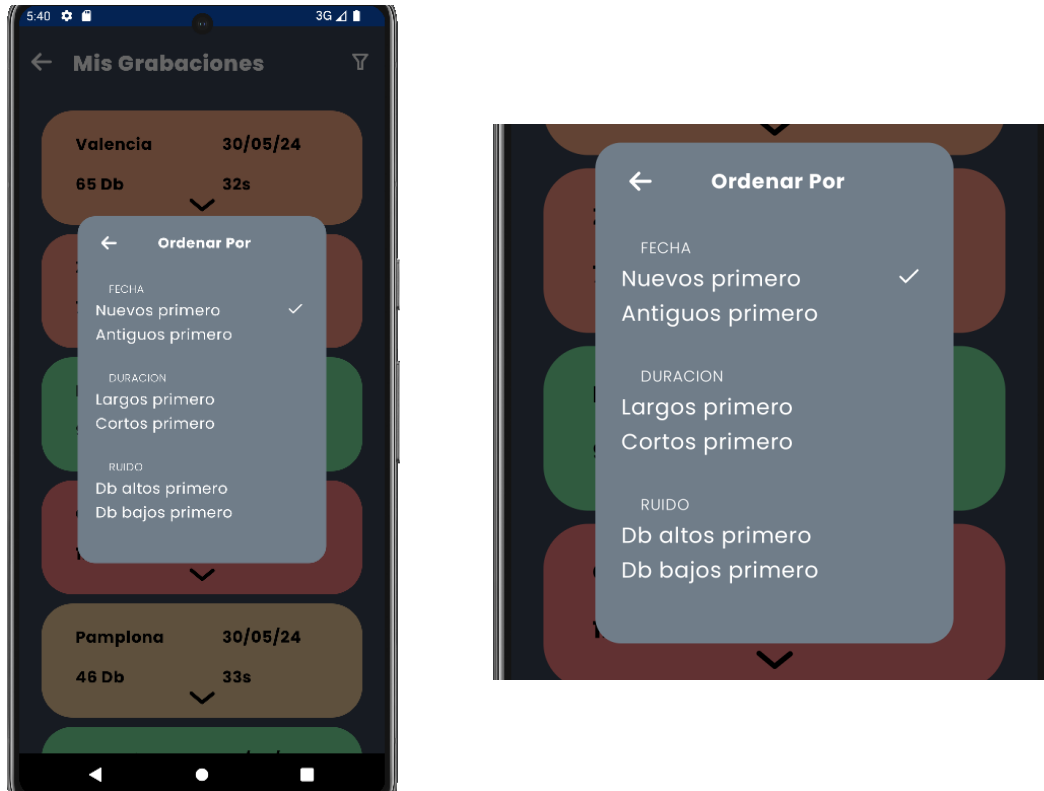 5:40 3G
Mis Grabaciones
Valencia 30/05/24
65 Db 32s
Ordenar Por
FECHA
Nuevos primero
Antiguos primero
DURACION
Largos primero
Cortos primero
RUIDO
Db altos primero
Db bajos primero
Pamplona 30/05/24
46 Db 33s
Ordenar Por
FECHA
Nuevos primero
Antiguos primero
DURACION
Largos primero
Cortos primero
RUIDO
Db altos primero
Db bajos primero